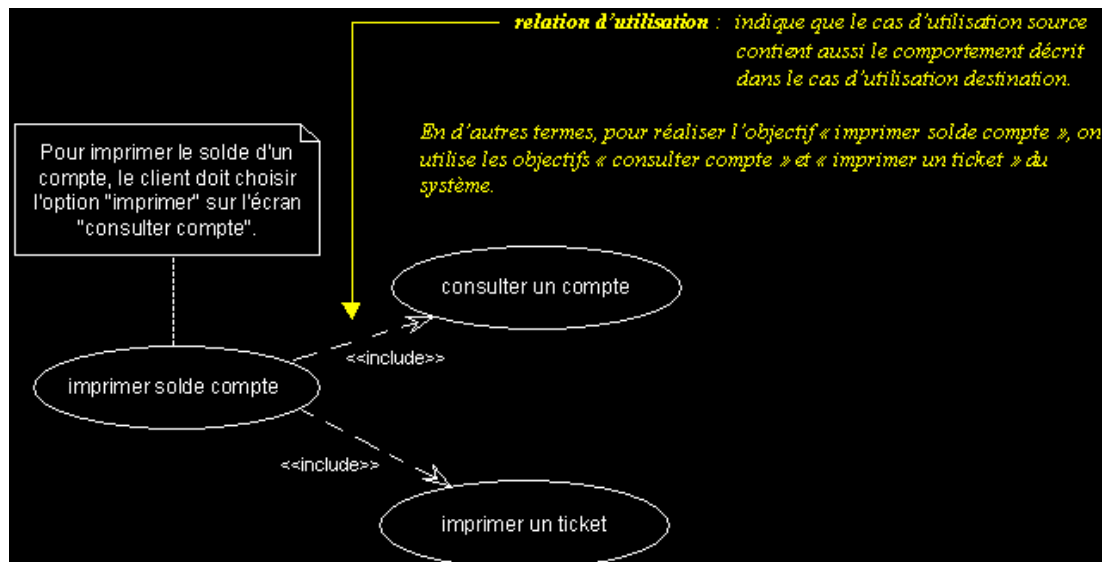 relation d'utilisation : indique que le cas d'utilisation source
contient aussi le comportement décrit
dans le cas d'utilisation destination.
En d'autres termes, pour réaliser l'objectif « imprimer solde compte », on
utilise les objectifs « consulter compte » et « imprimer un ticket » du
système.
Pour imprimer le solde d'un
compte, le client doit choisir
l'option "imprimer" sur l'écran
"consulter compte".
consulter un compte
<<include>>
imprimer solde compte
<<include>>
imprimer un ticket